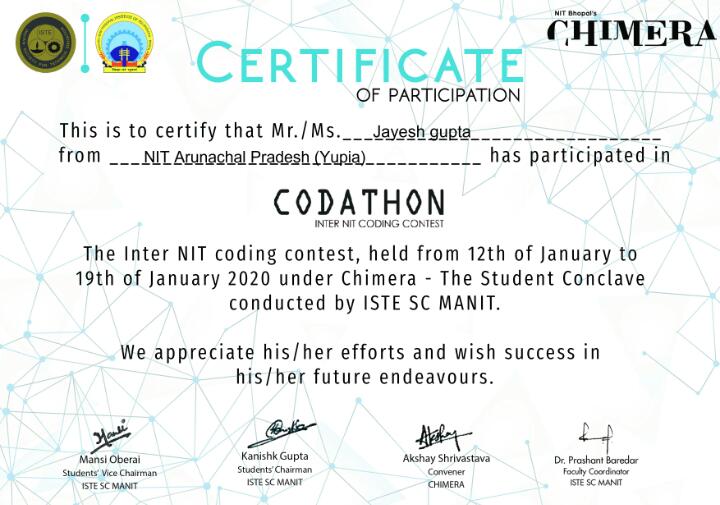 NIT Bhopal's
CHIMERA
ISTE
CERTIFICATE
OF PARTICIPATION
This is to certify that Mr./Ms.__Jayesh gupta__________________
from __NIT Arunachal Pradesh (Yupia)___________ has participated in
CODATHON
INTER NIT CODING CONTEST
The Inter NIT coding contest, held from 12th of January to
19th of January 2020 under Chimera - The Student Conclave
conducted by ISTE SC MANIT.
We appreciate his/her efforts and wish success in
his/her future endeavours.
Mansi
Mansi Oberai
Students' Vice Chairman
ISTE SC MANIT
Kanishk Gupta
Students' Chairman
ISTE SC MANIT
Akshay
Akshay Shrivastava
Convener
CHIMERA
Dr. Prashant Baredar
Faculty Coordinator
ISTE SC MANIT